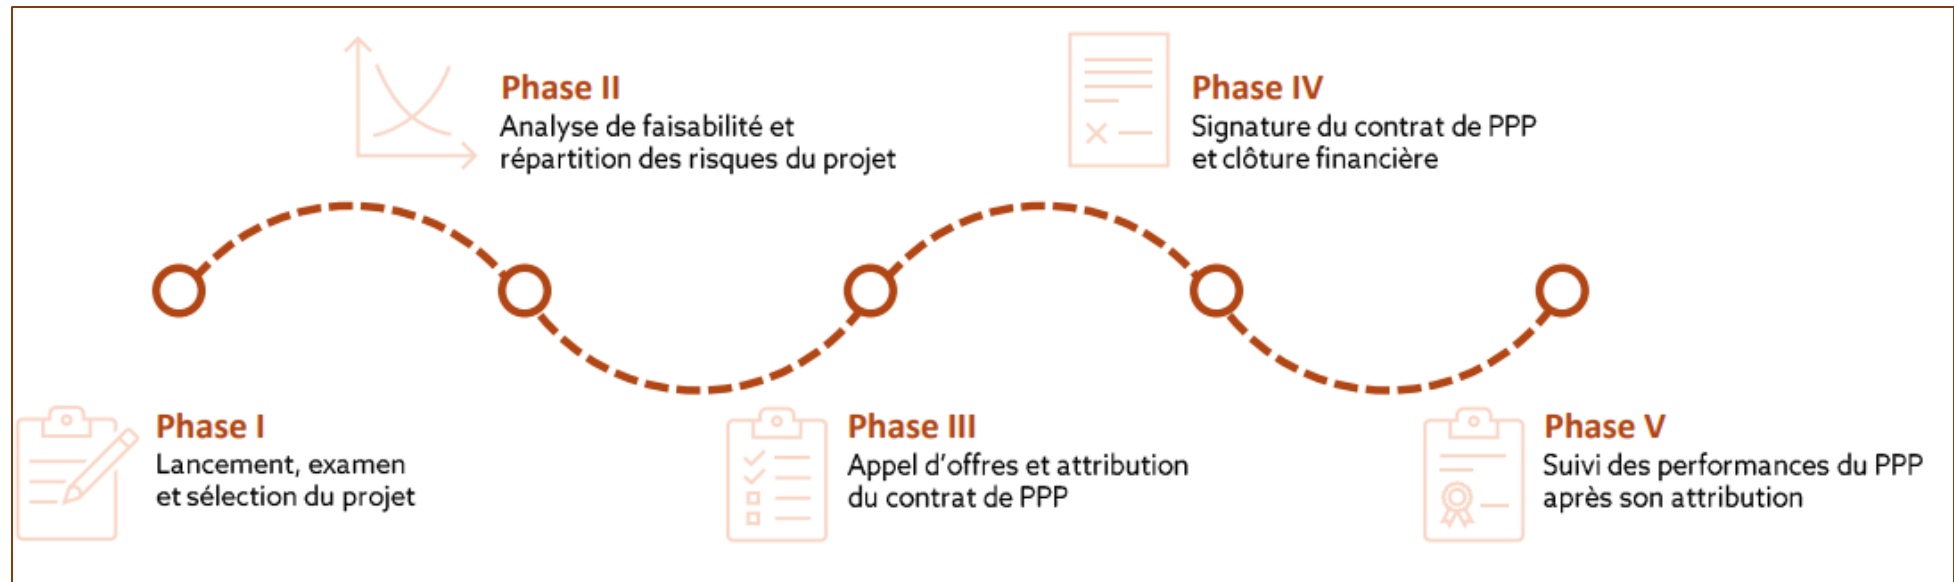 Phase I
Lancement, examen
et sélection du projet
Phase II
Analyse de faisabilité et
répartition des risques du projet
Phase III
Appel d’offres et attribution
du contrat de PPP
Phase IV
Signature du contrat de PPP
et clôture financière
Phase V
Suivi des performances du PPP
après son attribution